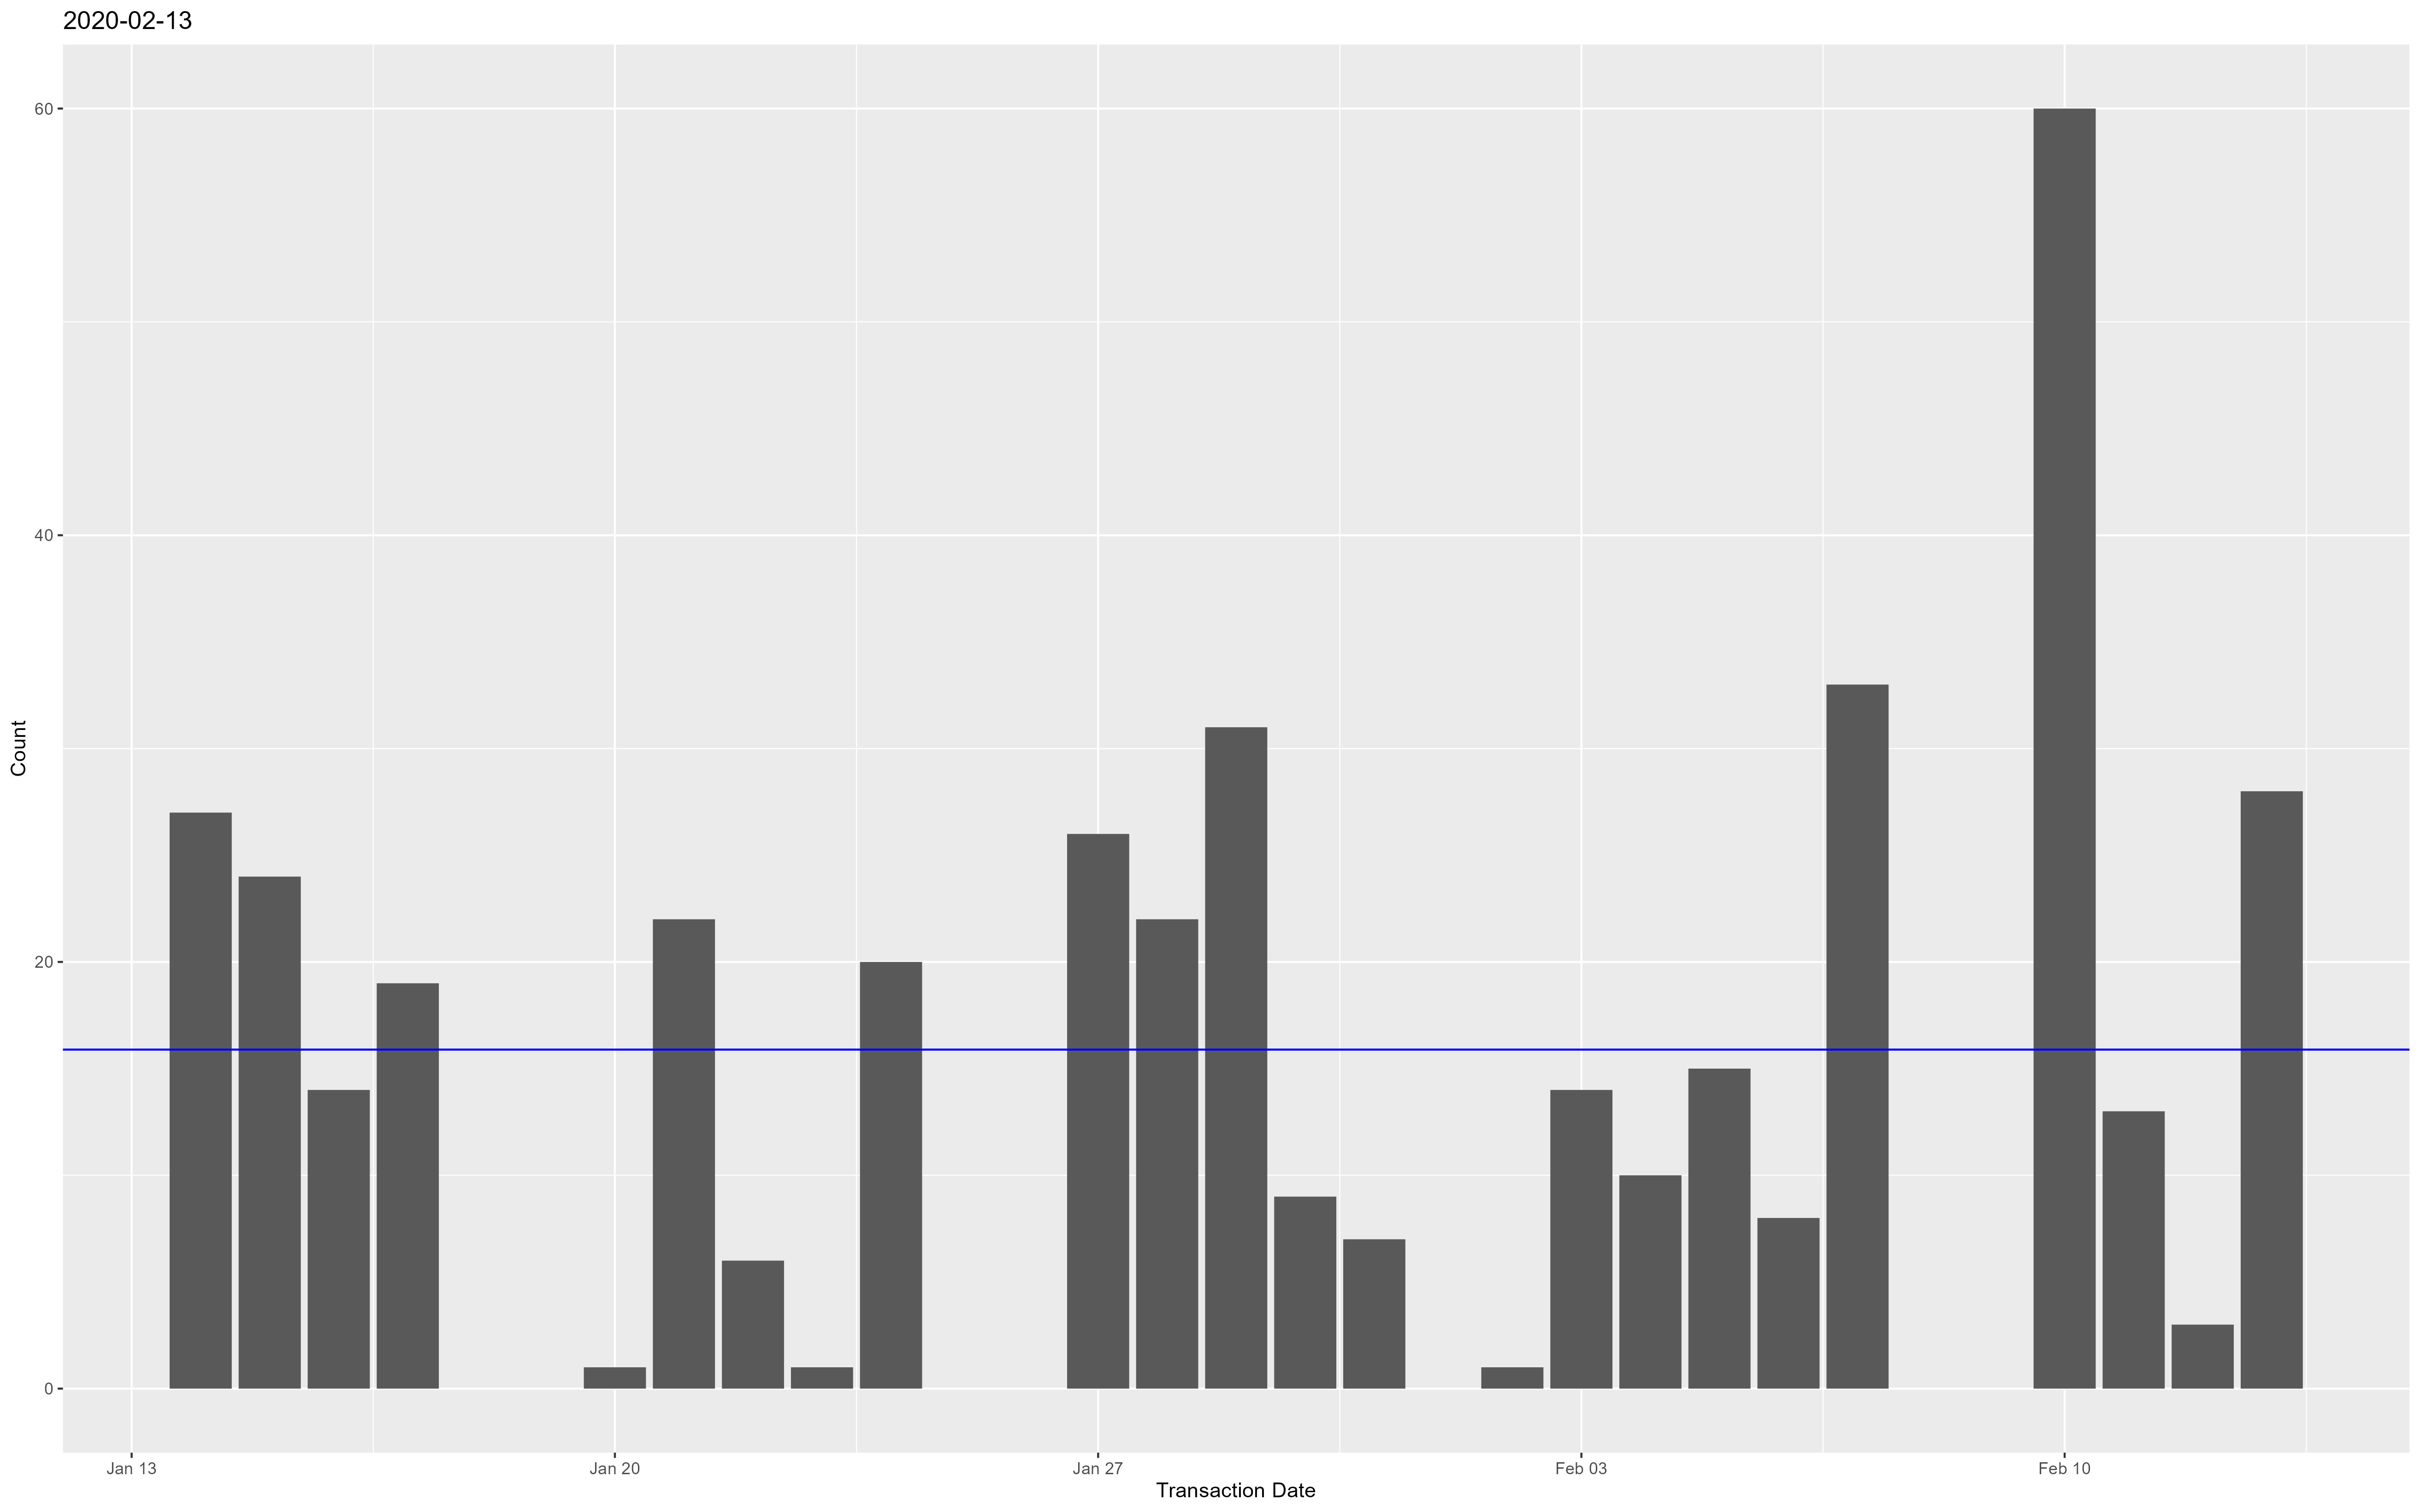 2020-02-13
60
40
20
0
Count
Jan 13
Jan 20
Jan 27
Feb 03
Feb 10
Transaction Date